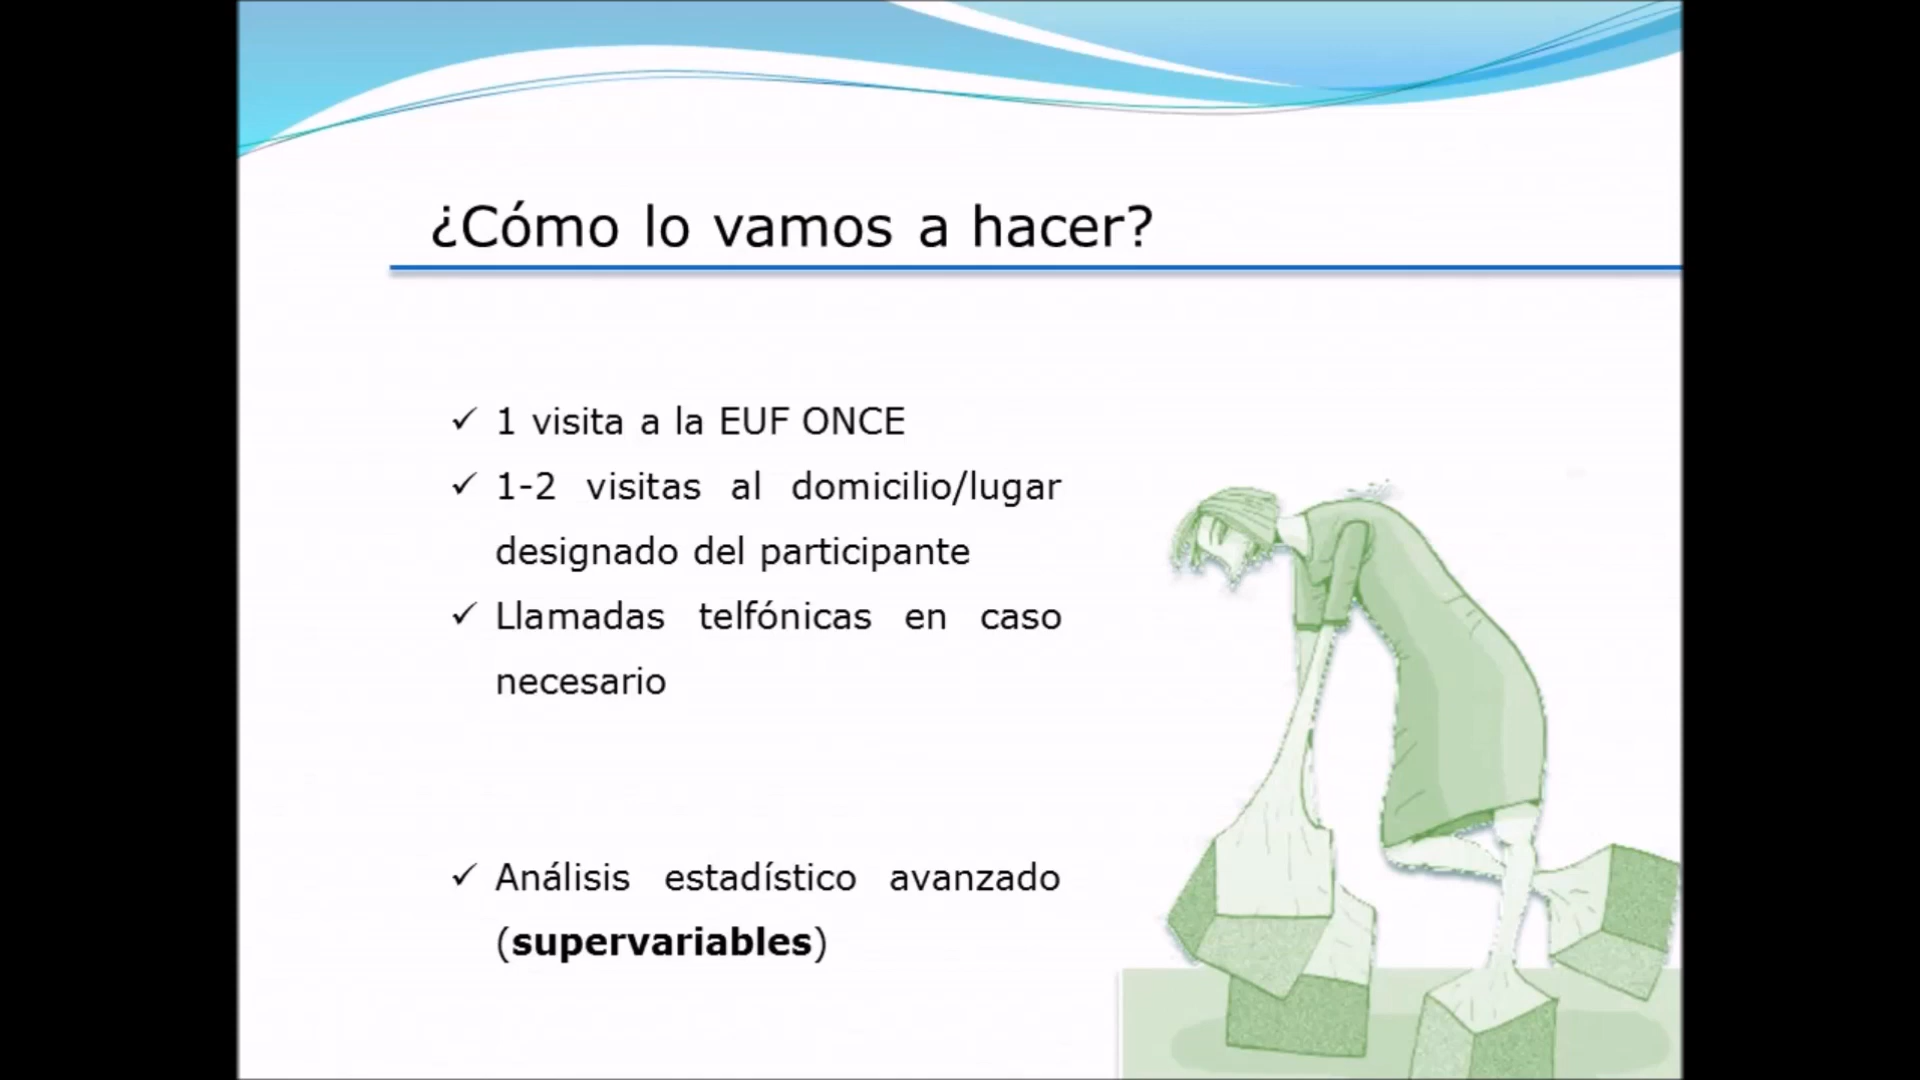 ¿Cómo lo vamos a hacer?
✓ 1 visita a la EUF ONCE
✓ 1-2 visitas al domicilio/lugar
designado del participante
✓ Llamadas telfónicas en caso
necesario
✓ Análisis estadístico avanzado
(supervariables)